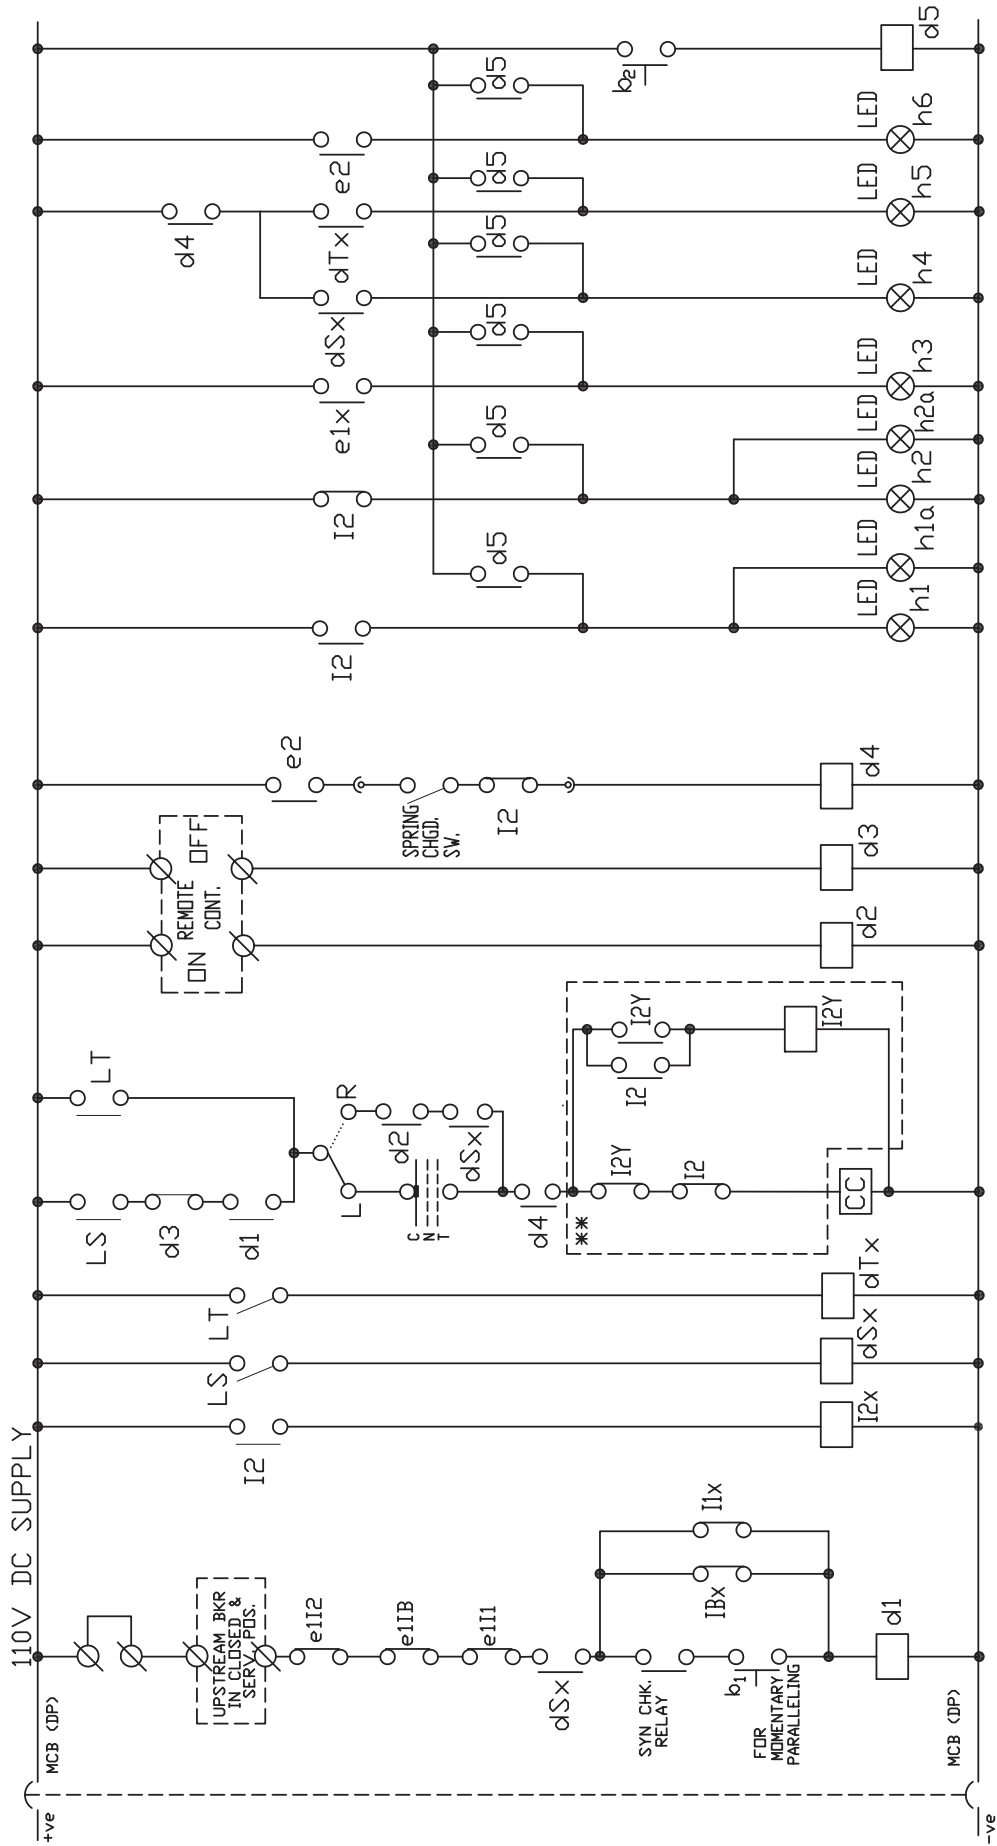 110V DC SUPPLY
+ve
MCB (DP)
-ve
MCB (DP)
UPSTREAM BKR
IN CLOSED &
SERV. POS.
e1I2
e1IB
e1I1
dSx
SYN CHK.
RELAY
b1
FOR
MOMENTARY
PARALLELING
IBx
I1x
d1
I2
I2x
LS
dSx
LT
dTx
LS
d3
d1
LT
L
R
C
N
T
d2
dSx
d4
**
I2Y
I2
I2
I2Y
I2Y
CC
ON
REMOTE
CONT.
OFF
d2
d3
e2
SPRING
CHGD.
SW.
I2
d4
I2
d5
LED
h1
LED
h1a
I2
d5
LED
h2
LED
h2a
e1x
d5
LED
h3
dSx
d5
LED
h4
d4
dTx
d5
LED
h5
e2
d5
LED
h6
b2
d5